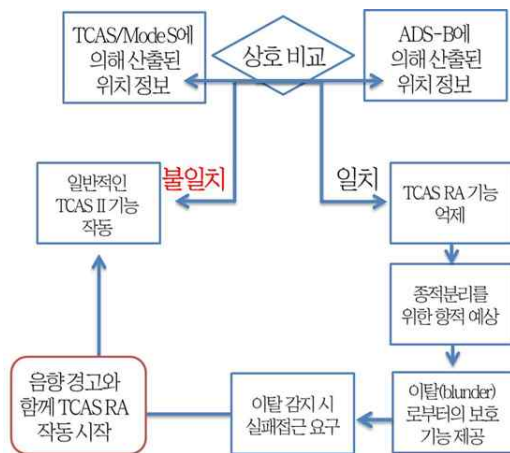 TCAS/Mode S에
의해 산출된
위치 정보
상호 비교
ADS-B에
의해 산출된
위치 정보
일반적인
TCAS II 기능
작동
불일치
일치
TCAS RA 기능
억제
종적분리를
위한 항적 예상
음향 경고와
함께 TCAS RA
작동 시작
이탈 감지 시
실패접근 요구
이탈(blunder)
로부터의 보호
기능 제공